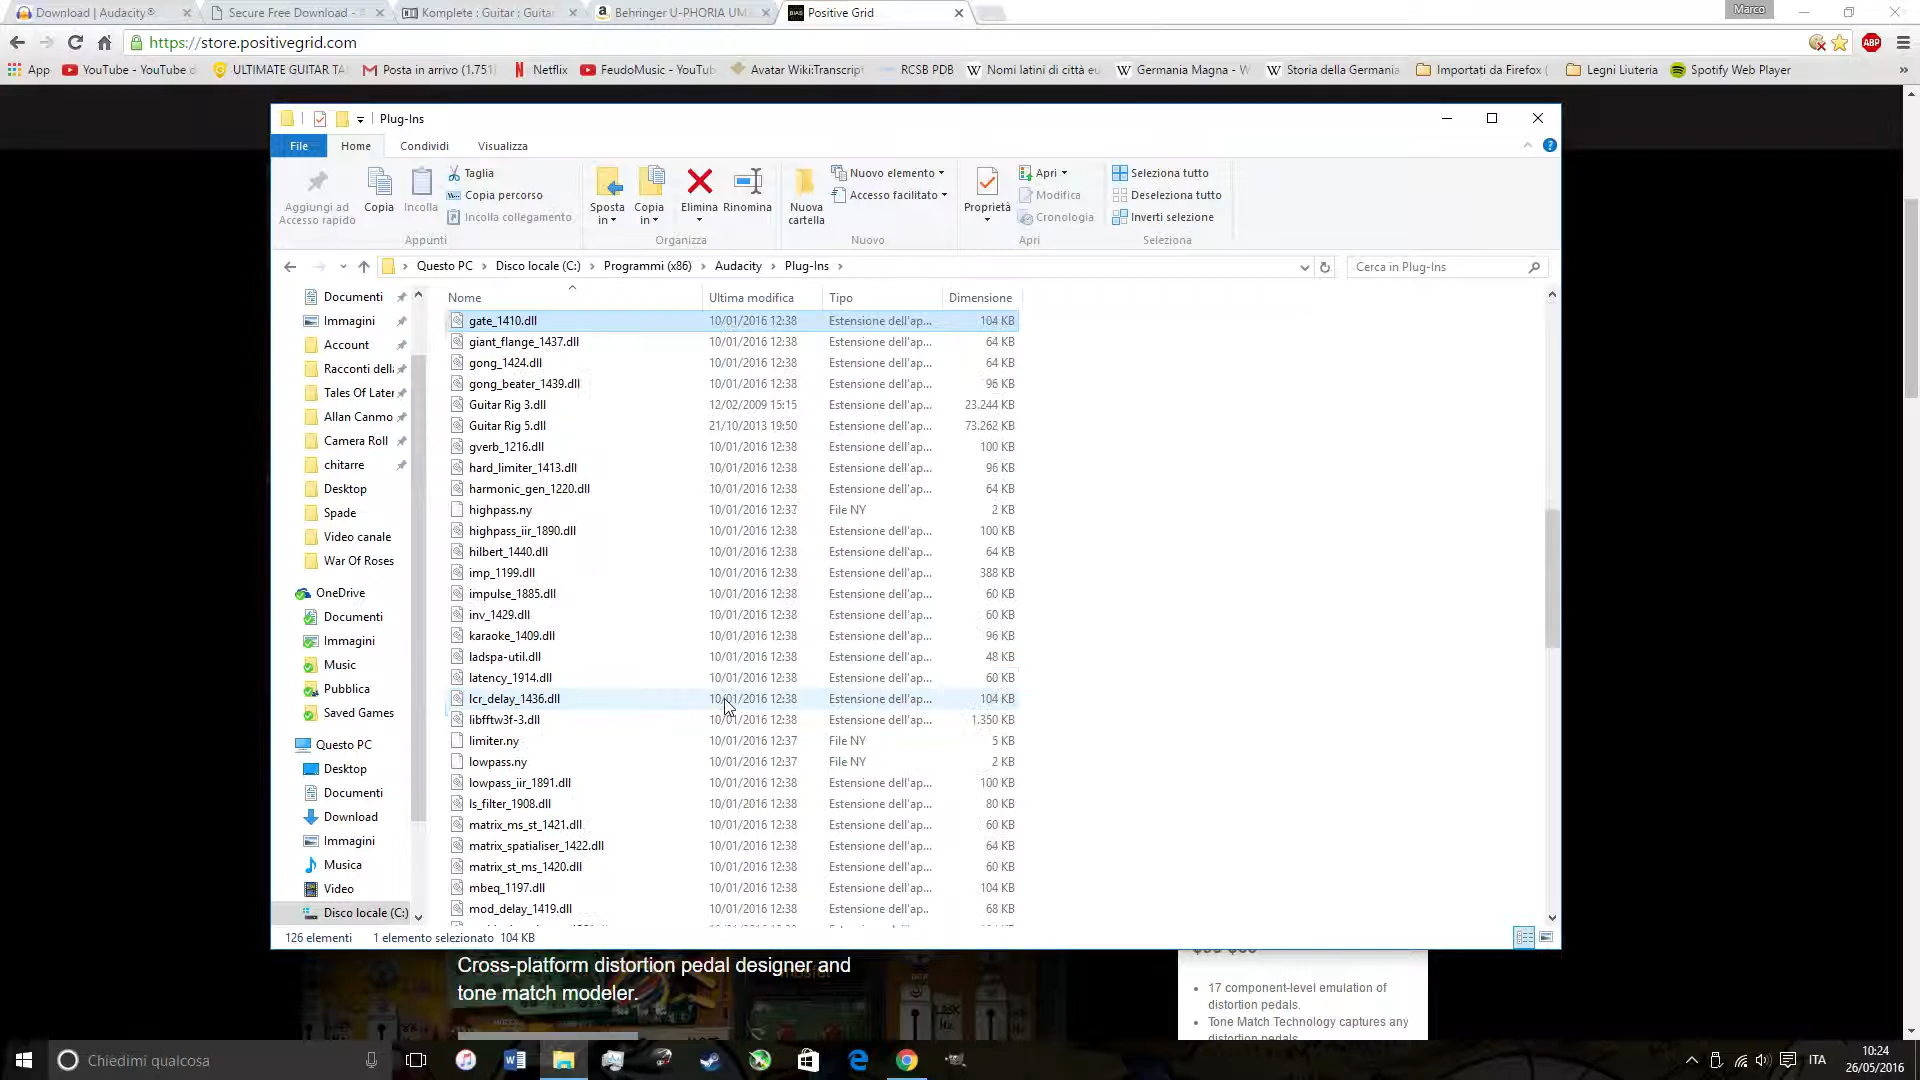 Download | Audacity®
Secure Free Download -
Komplete : Guitar : Guitar
Behringer U-PHORIA UM
Positive Grid
Marco
https://store.positivegrid.com
App
YouTube - YouTube
ULTIMATE GUITAR TA
Posta in arrivo (1.751)
Netflix
FeudoMusic - YouTub
Avatar Wiki:Transcrip
RCSB PDB
Nomi latini di città eu
Germania Magna - W
Storia della Germania
Importati da Firefox
Legni Liuteria
Spotify Web Player
»
Plug-Ins
File
Home
Condividi
Visualizza
Aggiungi ad
Accesso rapido
Copia
Incolla
Taglia
Copia percorso
Incolla collegamento
Appunti
Sposta
in
Copia
in
Elimina
Rinomina
Organizza
Nuova
cartella
Nuovo elemento
Accesso facilitato
Nuovo
Proprietà
Apri
Modifica
Cronologia
Apri
Seleziona tutto
Deseleziona tutto
Inverti selezione
Seleziona
Questo PC > Disco locale (C:) > Programmi (x86) > Audacity > Plug-Ins >
Cerca in Plug-Ins
Documenti
Immagini
Account
Racconti dell
Tales Of Later
Allan Canmo
Camera Roll
chitarre
Desktop
Spade
Video canale
War Of Roses
OneDrive
Documenti
Immagini
Music
Pubblica
Saved Games
Questo PC
Desktop
Documenti
Download
Immagini
Musica
Video
Disco locale (C:)
Nome Ultima modifica Tipo Dimensione
gate_1410.dll 10/01/2016 12:38 Estensione dell'ap... 104 KB
giant_flange_1437.dll 10/01/2016 12:38 Estensione dell'ap... 64 KB
gong_1424.dll 10/01/2016 12:38 Estensione dell'ap... 64 KB
gong_beater_1439.dll 10/01/2016 12:38 Estensione dell'ap... 96 KB
Guitar Rig 3.dll 12/02/2009 15:15 Estensione dell'ap... 23.244 KB
Guitar Rig 5.dll 21/10/2013 19:50 Estensione dell'ap... 73.262 KB
gverb_1216.dll 10/01/2016 12:38 Estensione dell'ap... 100 KB
hard_limiter_1413.dll 10/01/2016 12:38 Estensione dell'ap... 96 KB
harmonic_gen_1220.dll 10/01/2016 12:38 Estensione dell'ap... 64 KB
highpass.ny 10/01/2016 12:37 File NY 2 KB
highpass_iir_1890.dll 10/01/2016 12:38 Estensione dell'ap... 100 KB
hilbert_1440.dll 10/01/2016 12:38 Estensione dell'ap... 64 KB
imp_1199.dll 10/01/2016 12:38 Estensione dell'ap... 388 KB
impulse_1885.dll 10/01/2016 12:38 Estensione dell'ap... 60 KB
inv_1429.dll 10/01/2016 12:38 Estensione dell'ap... 60 KB
karaoke_1409.dll 10/01/2016 12:38 Estensione dell'ap... 96 KB
ladspa-util.dll 10/01/2016 12:38 Estensione dell'ap... 48 KB
latency_1914.dll 10/01/2016 12:38 Estensione dell'ap... 60 KB
lcr_delay_1436.dll 10/01/2016 12:38 Estensione dell'ap... 104 KB
libfftw3f-3.dll 10/01/2016 12:38 Estensione dell'ap... 1.350 KB
limiter.ny 10/01/2016 12:37 File NY 5 KB
lowpass.ny 10/01/2016 12:37 File NY 2 KB
lowpass_iir_1891.dll 10/01/2016 12:38 Estensione dell'ap... 100 KB
ls_filter_1908.dll 10/01/2016 12:38 Estensione dell'ap... 80 KB
matrix_ms_st_1421.dll 10/01/2016 12:38 Estensione dell'ap... 60 KB
matrix_spatialiser_1422.dll 10/01/2016 12:38 Estensione dell'ap... 64 KB
matrix_st_ms_1420.dll 10/01/2016 12:38 Estensione dell'ap... 60 KB
mbeq_1197.dll 10/01/2016 12:38 Estensione dell'ap... 104 KB
mod_delay_1419.dll 10/01/2016 12:38 Estensione dell'ap.. 68 KB
126 elementi 1 elemento selezionato 104 KB
Cross-platform distortion pedal designer and
tone match modeler.
17 component-level emulation of
distortion pedals.
Tone Match Technology captures any
Chiedimi qualcosa
ITA
10:24
26/05/2016